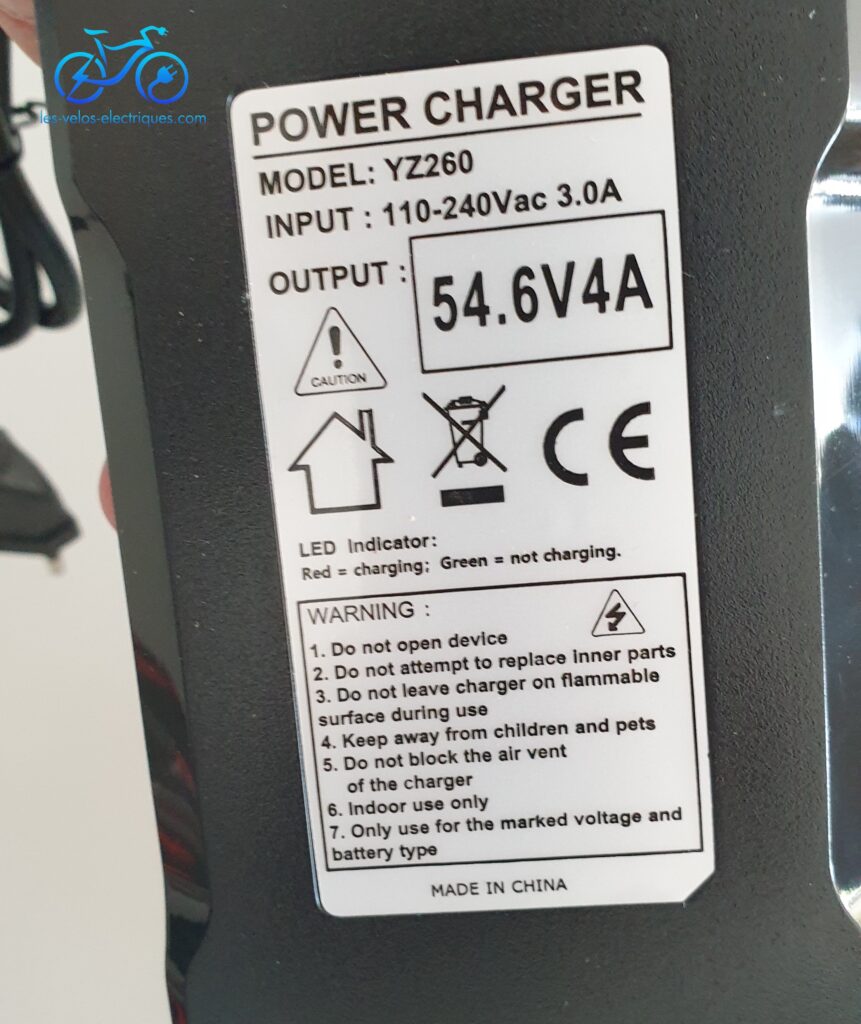 les-velos-electriques.com
POWER CHARGER
MODEL: YZ260
INPUT : 110-240Vac 3.0A
OUTPUT : 54.6V4A
CAUTION
CE
LED Indicator:
Red = charging; Green = not charging.
WARNING :
1. Do not open device
2. Do not attempt to replace inner parts
3. Do not leave charger on flammable
surface during use
4. Keep away from children and pets
5. Do not block the air vent
of the charger
6. Indoor use only
7. Only use for the marked voltage and
battery type
MADE IN CHINA